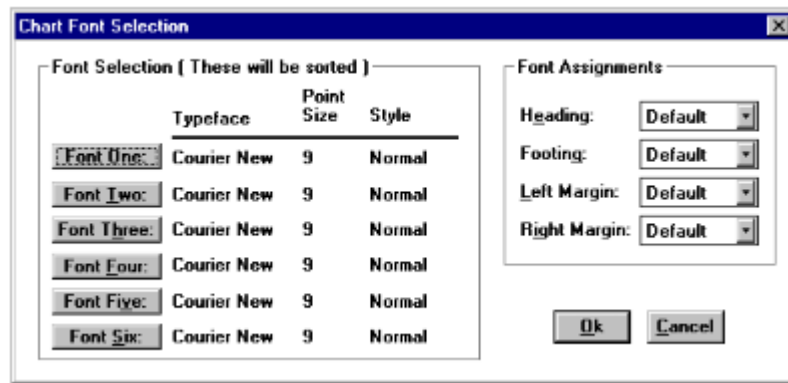 Chart Font Selection
Font Selection ( These will be sorted )
Typeface Point Size Style
Font One: Courier New 9 Normal
Font Two: Courier New 9 Normal
Font Three: Courier New 9 Normal
Font Four: Courier New 9 Normal
Font Five: Courier New 9 Normal
Font Six: Courier New 9 Normal
Font Assignments
Heading: Default
Footing: Default
Left Margin: Default
Right Margin: Default
Ok Cancel